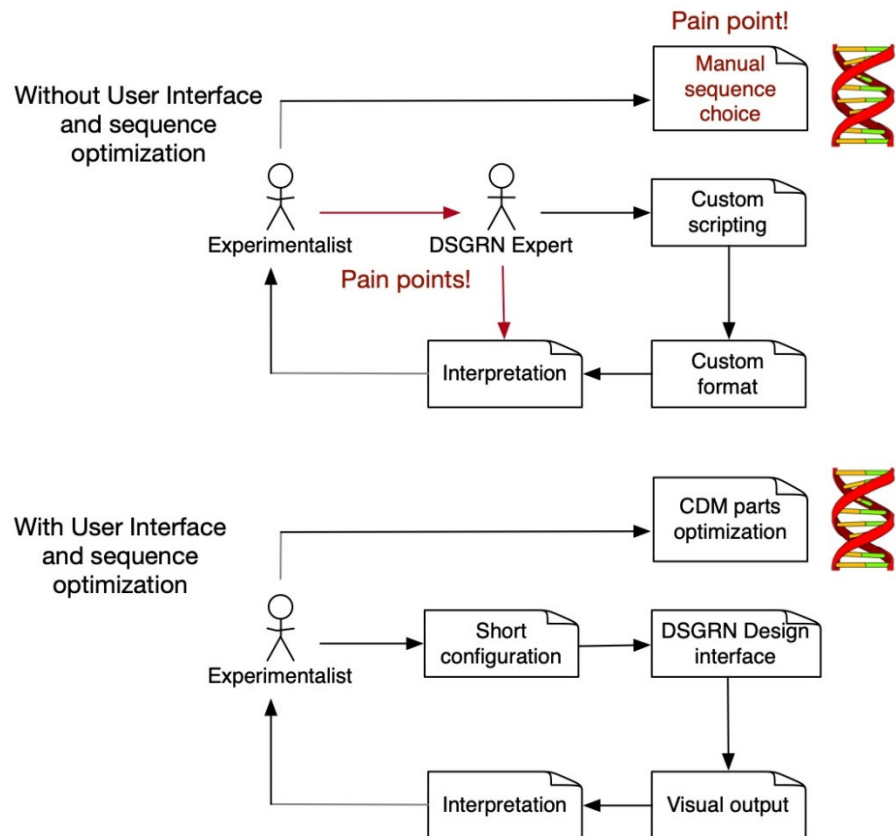 Pain point!
Without User Interface
and sequence
optimization
Manual
sequence
choice
Experimentalist
DSGRN Expert
Custom
scripting
Pain points!
Interpretation
Custom
format
With User Interface
and sequence
optimization
CDM parts
optimization
Experimentalist
Short
configuration
DSGRN Design
interface
Interpretation
Visual output